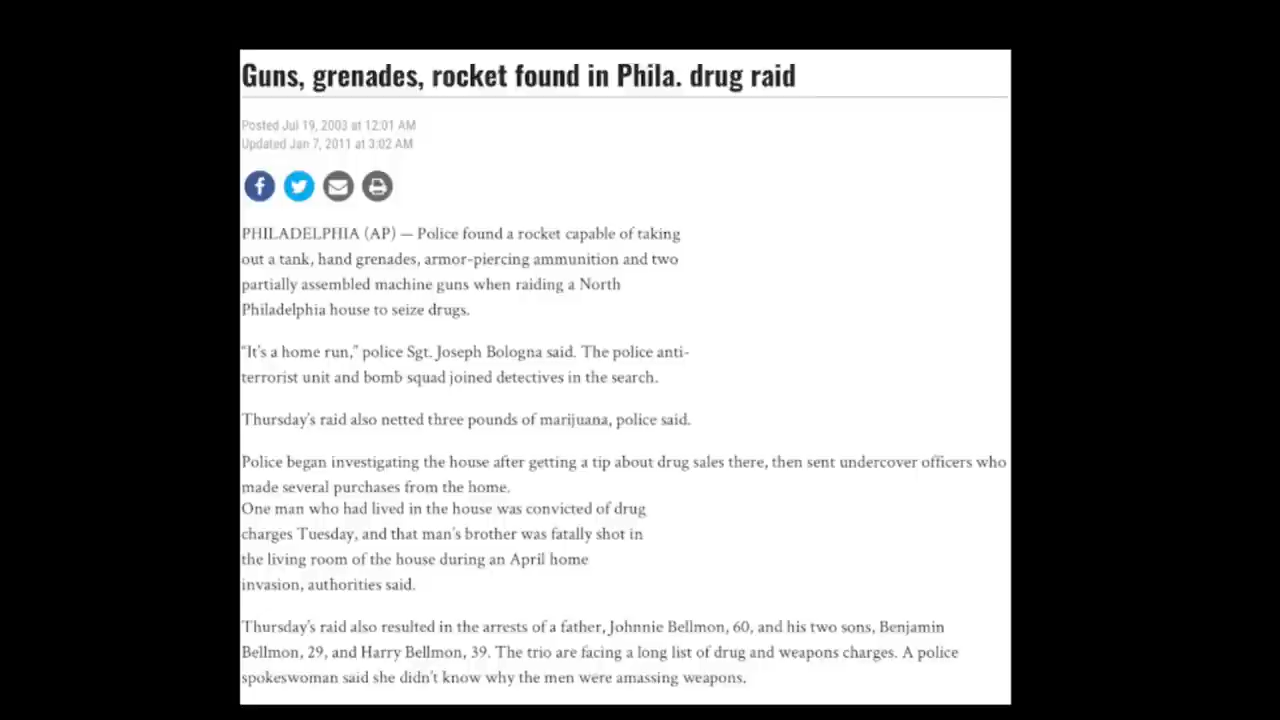 Guns, grenades, rocket found in Phila. drug raid
Posted Jul 19, 2003 at 12:01 AM
Updated Jan 7, 2011 at 3:02 AM
PHILADELPHIA (AP) — Police found a rocket capable of taking
out a tank, hand grenades, armor-piercing ammunition and two
partially assembled machine guns when raiding a North
Philadelphia house to seize drugs.
“It’s a home run,” police Sgt. Joseph Bologna said. The police anti-
terrorist unit and bomb squad joined detectives in the search.
Thursday’s raid also netted three pounds of marijuana, police said.
Police began investigating the house after getting a tip about drug sales there, then sent undercover officers who
made several purchases from the home.
One man who had lived in the house was convicted of drug
charges Tuesday, and that man’s brother was fatally shot in
the living room of the house during an April home
invasion, authorities said.
Thursday’s raid also resulted in the arrests of a father, Johnnie Bellmon, 60, and his two sons, Benjamin
Bellmon, 29, and Harry Bellmon, 39. The trio are facing a long list of drug and weapons charges. A police
spokeswoman said she didn’t know why the men were amassing weapons.